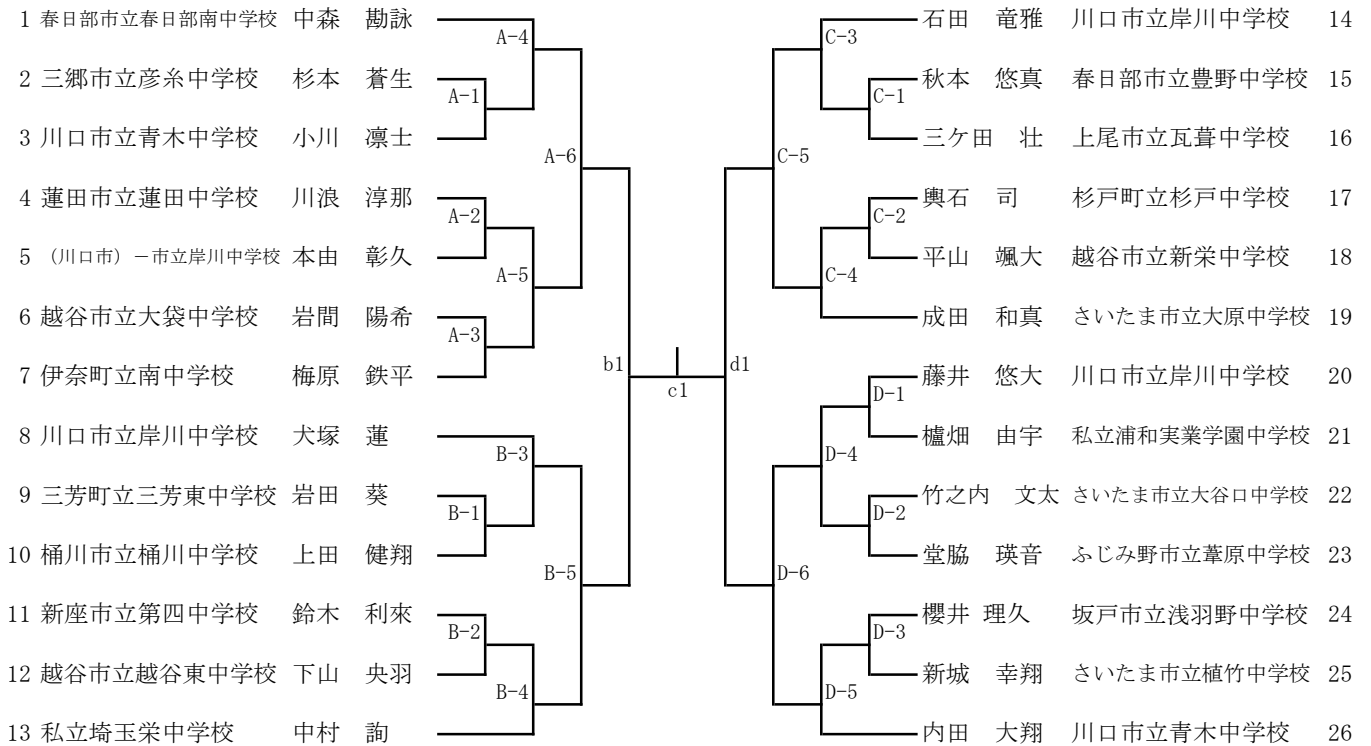 1 春日部市立春日部南中学校 中森 勘詠
2 三郷市立彦糸中学校 杉本 蒼生
3 川口市立青木中学校 小川 凛士
4 蓮田市立蓮田中学校 川浪 淳那
5 (川口市)－市立岸川中学校 本由 彰久
6 越谷市立大袋中学校 岩間 陽希
7 伊奈町立南中学校 梅原 鉄平
8 川口市立岸川中学校 犬塚 蓮
9 三芳町立三芳東中学校 岩田 葵
10 桶川市立桶川中学校 上田 健翔
11 新座市立第四中学校 鈴木 利來
12 越谷市立越谷東中学校 下山 央羽
13 私立埼玉栄中学校 中村 詢
A-4
A-1
A-6
A-2
A-5
A-3
b1
B-3
B-1
B-5
B-2
B-4
c1
d1
C-3
C-1
C-5
C-2
C-4
D-1
D-4
D-2
D-6
D-3
D-5
石田 竜雅 川口市立岸川中学校 14
秋本 悠真 春日部市立豊野中学校 15
三ケ田 壮 上尾市立瓦葺中学校 16
輿石 司 杉戸町立杉戸中学校 17
平山 颯大 越谷市立新栄中学校 18
成田 和真 さいたま市立大原中学校 19
藤井 悠大 川口市立岸川中学校 20
櫨畑 由宇 私立浦和実業学園中学校 21
竹之内 文太 さいたま市立大谷口中学校 22
堂脇 瑛音 ふじみ野市立葦原中学校 23
櫻井 理久 坂戸市立浅羽野中学校 24
新城 幸翔 さいたま市立植竹中学校 25
内田 大翔 川口市立青木中学校 26